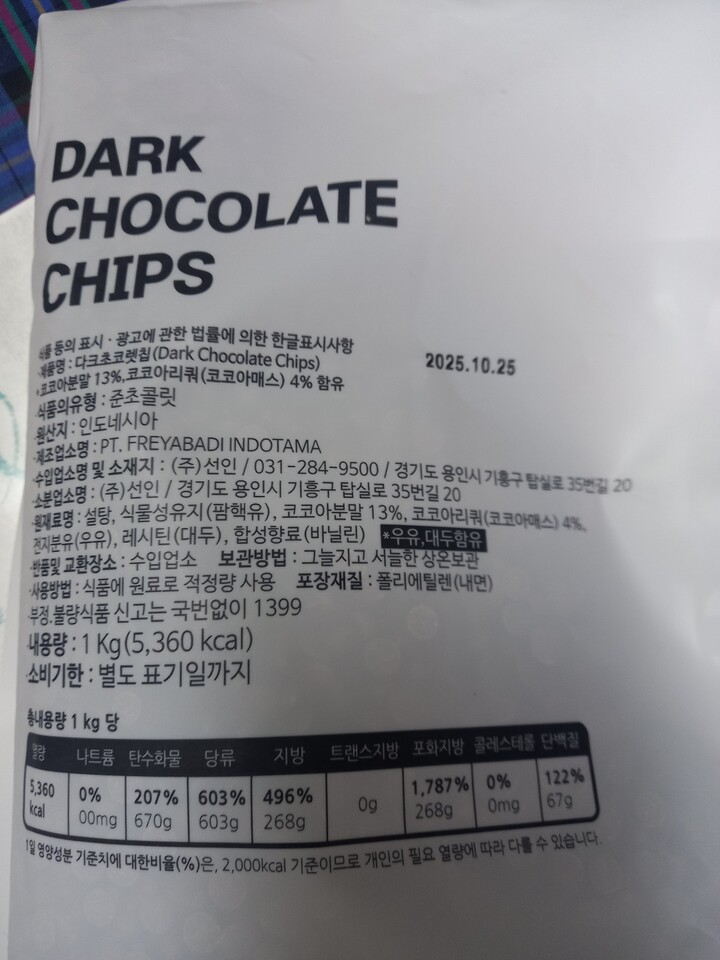 DARK
CHOCOLATE
CHIPS
식품 등의 표시 · 광고에 관한 법률에 의한 한글표시사항
·제품명 : 다크초코렛칩(Dark Chocolate Chips)
2025.10.25
*코코아분말 13%,코코아리쿼(코코아매스) 4% 함유
·식품의유형 : 준초콜릿
·원산지 : 인도네시아
·제조업소명 : PT. FREYABADI INDOTAMA
·수입업소명 및 소재지 : (주)선인 / 031-284-9500 / 경기도 용인시 기흥구 탑실로 35번길 20
·소분업소명 : (주)선인 / 경기도 용인시 기흥구 탑실로 35번길 20
·원재료명 : 설탕, 식물성유지(팜핵유), 코코아분말 13%, 코코아리쿼(코코아매스) 4%,
전지분유(우유), 레시틴(대두), 합성향료(바닐린) *우유,대두함유
·반품및 교환장소 : 수입업소 보관방법 : 그늘지고 서늘한 상온보관
·사용방법 : 식품에 원료로 적정량 사용 포장재질 : 폴리에틸렌(내면)
·부정.불량식품 신고는 국번없이 1399
·내용량 : 1 Kg(5,360 kcal)
·소비기한 : 별도 표기일까지
총내용량 1 kg 당
열량 나트륨 탄수화물 당류 지방 트랜스지방 포화지방 콜레스테롤 단백질
5,360 kcal 0% 00mg 207% 670g 603% 603g 496% 268g 0g 1,787% 268g 0% 0mg 122% 67g
1일 영양성분 기준치에 대한비율(%)은, 2,000kcal 기준이므로 개인의 필요 열량에 따라 다를 수 있습니다.